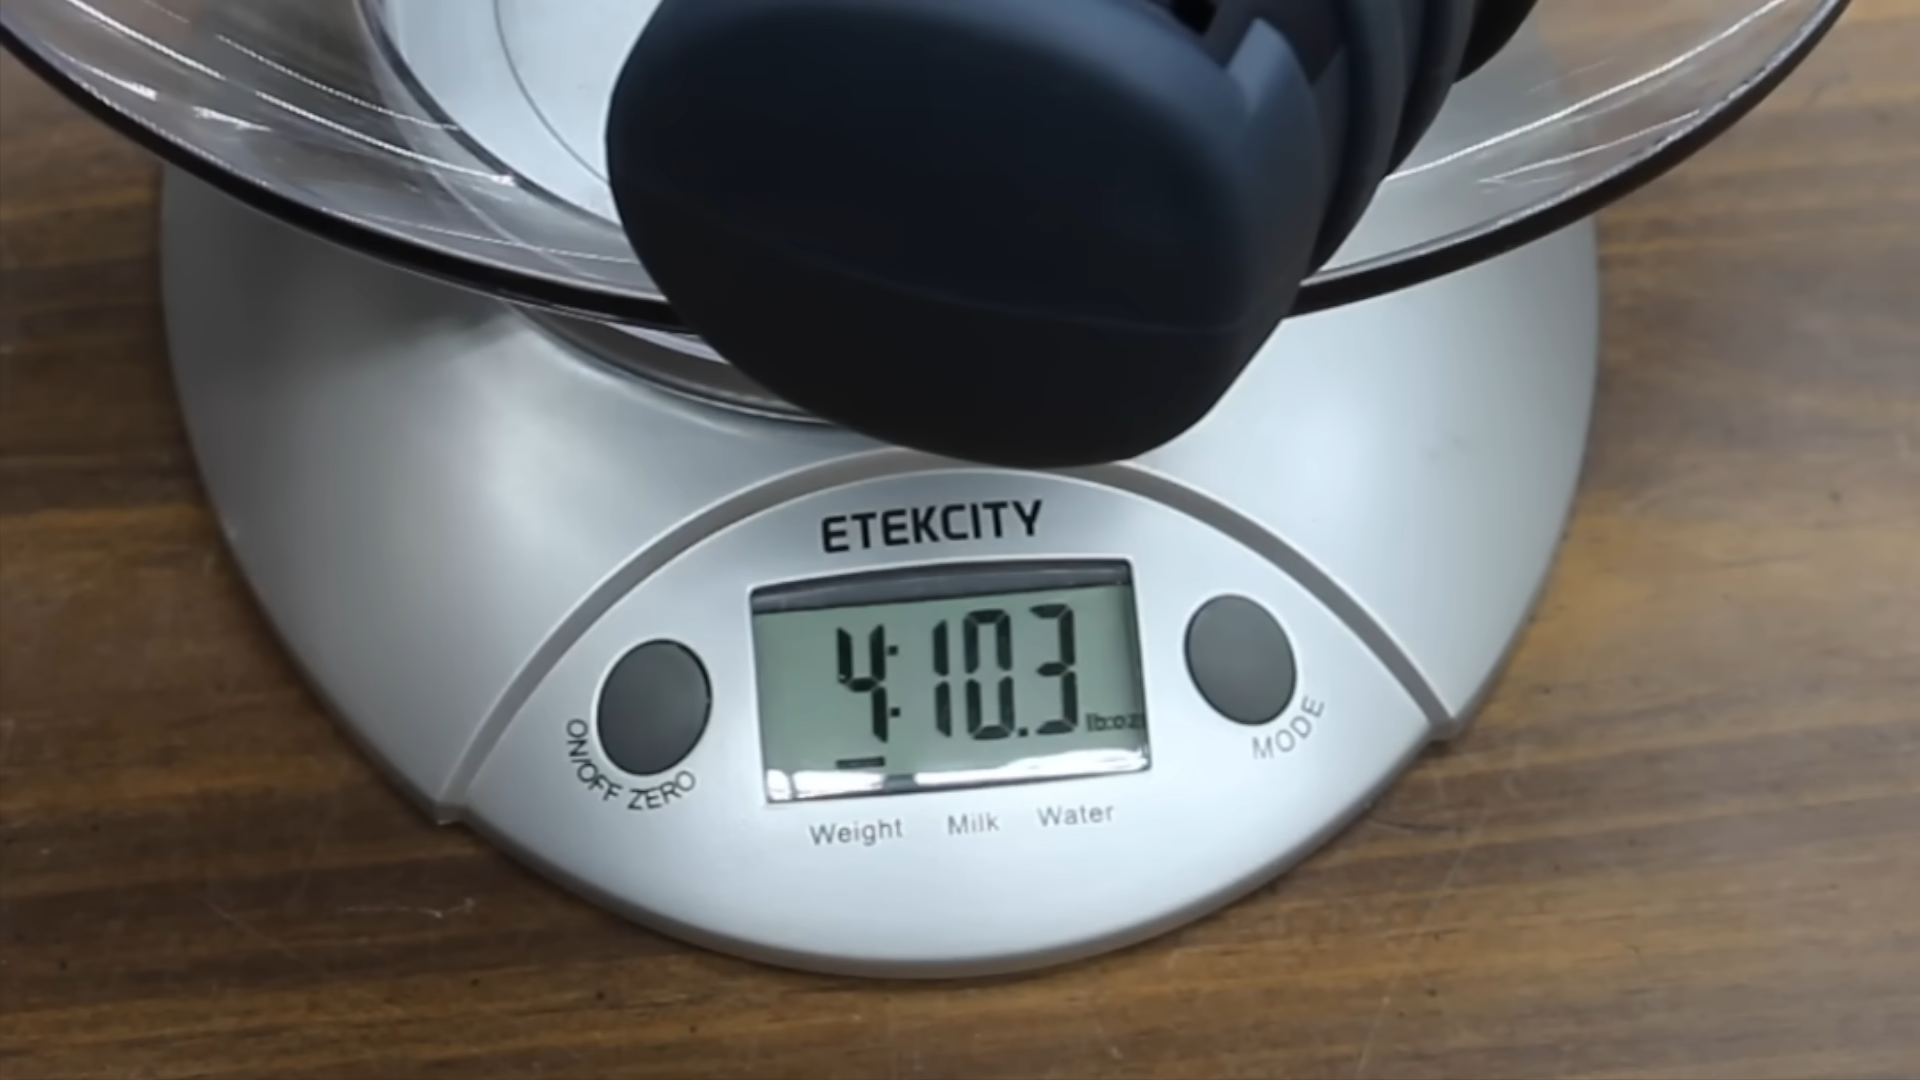 ETEKCITY
4:10.3 lb:oz
ON/OFF ZERO
MODE
Weight Milk Water